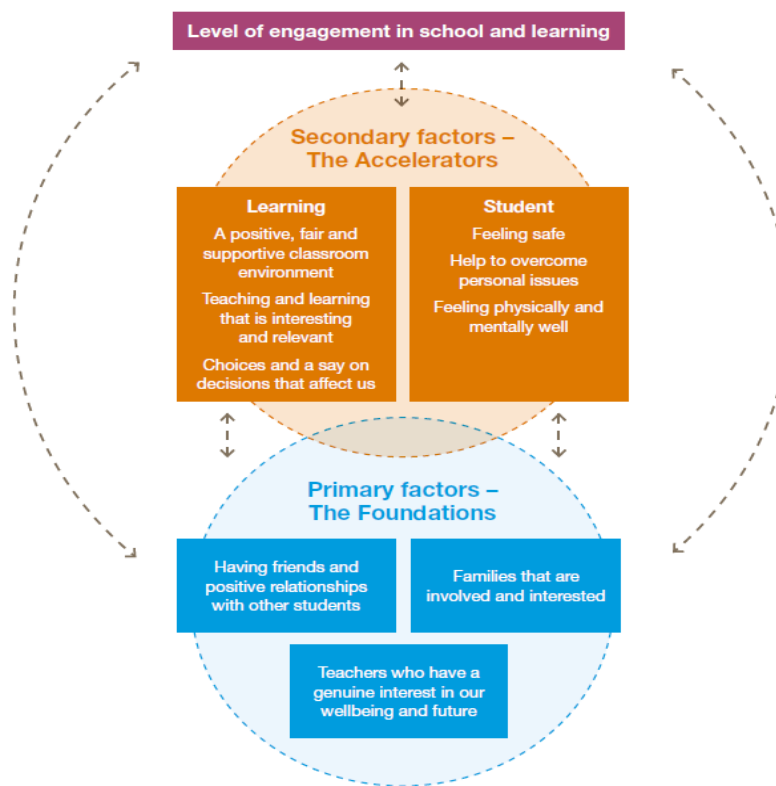 Level of engagement in school and learning
Secondary factors –
The Accelerators
Learning
A positive, fair and
supportive classroom
environment
Teaching and learning
that is interesting
and relevant
Choices and a say on
decisions that affect us
Student
Feeling safe
Help to overcome
personal issues
Feeling physically and
mentally well
Primary factors –
The Foundations
Having friends and
positive relationships
with other students
Families that are
involved and interested
Teachers who have a
genuine interest in our
wellbeing and future